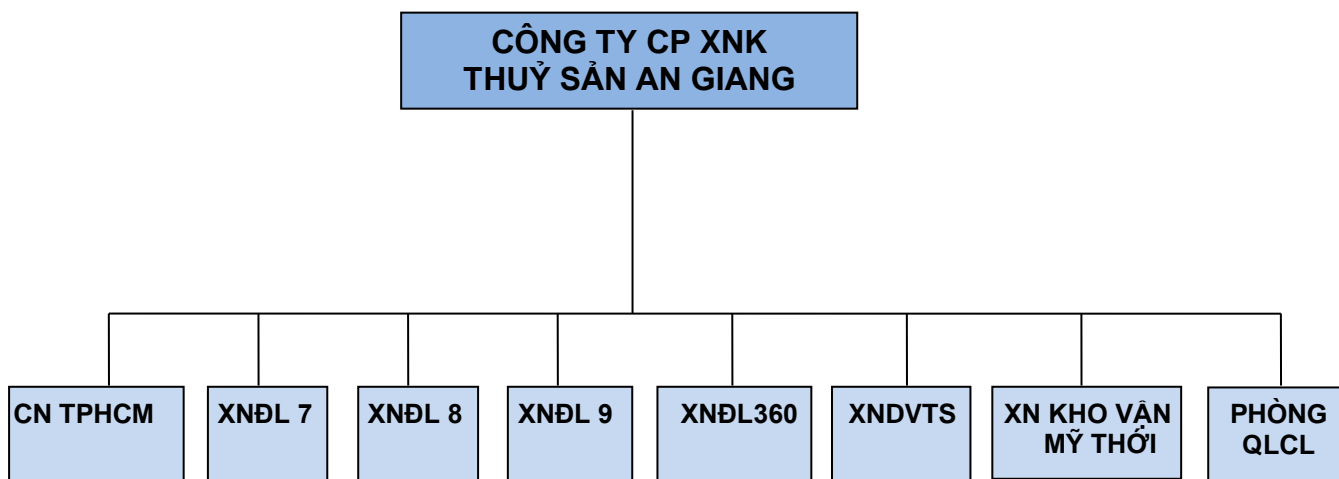 CÔNG TY CP XNK
THUỶ SẢN AN GIANG
CN TPHCM
XNĐL 7
XNĐL 8
XNĐL 9
XNĐL360
XNDVTS
XN KHO VẬN
MỸ THỚI
PHÒNG
QLCL